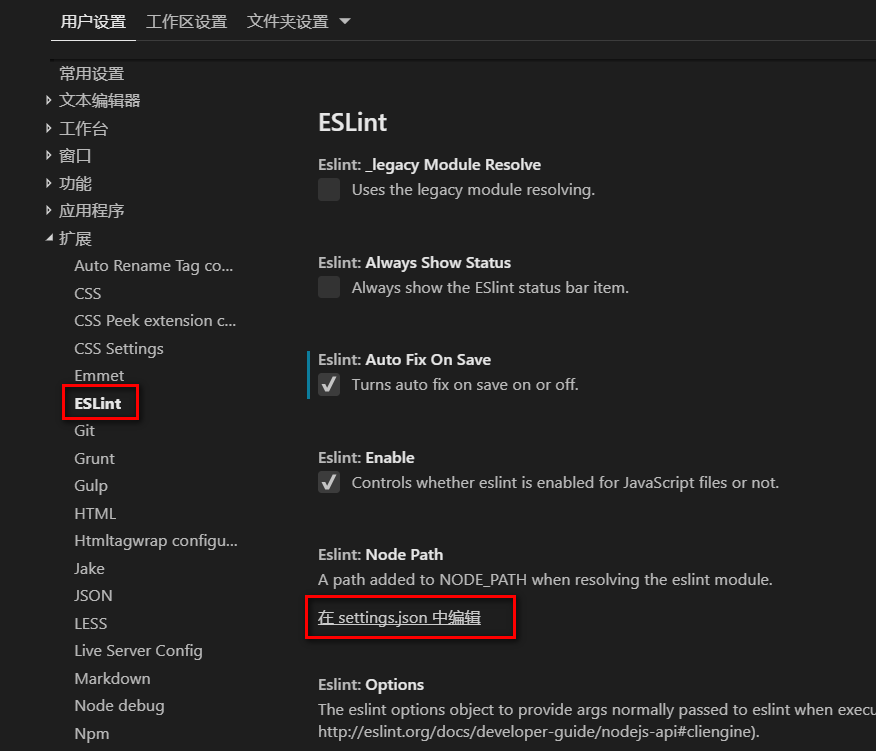 用户设置 工作区设置 文件夹设置
常用设置
文本编辑器
工作台
窗口
功能
应用程序
扩展
Auto Rename Tag co...
CSS
CSS Peek extension c...
CSS Settings
Emmet
ESLint
Git
Grunt
Gulp
HTML
Htmltagwrap configu...
Jake
JSON
LESS
Live Server Config
Markdown
Node debug
Npm
ESLint
Eslint: _legacy Module Resolve
Uses the legacy module resolving.
Eslint: Always Show Status
Always show the ESlint status bar item.
Eslint: Auto Fix On Save
Turns auto fix on save on or off.
Eslint: Enable
Controls whether eslint is enabled for JavaScript files or not.
Eslint: Node Path
A path added to NODE_PATH when resolving the eslint module.
在 settings.json 中编辑
Eslint: Options
The eslint options object to provide args normally passed to eslint when execu
http://eslint.org/docs/developer-guide/nodejs-api#cliengine).